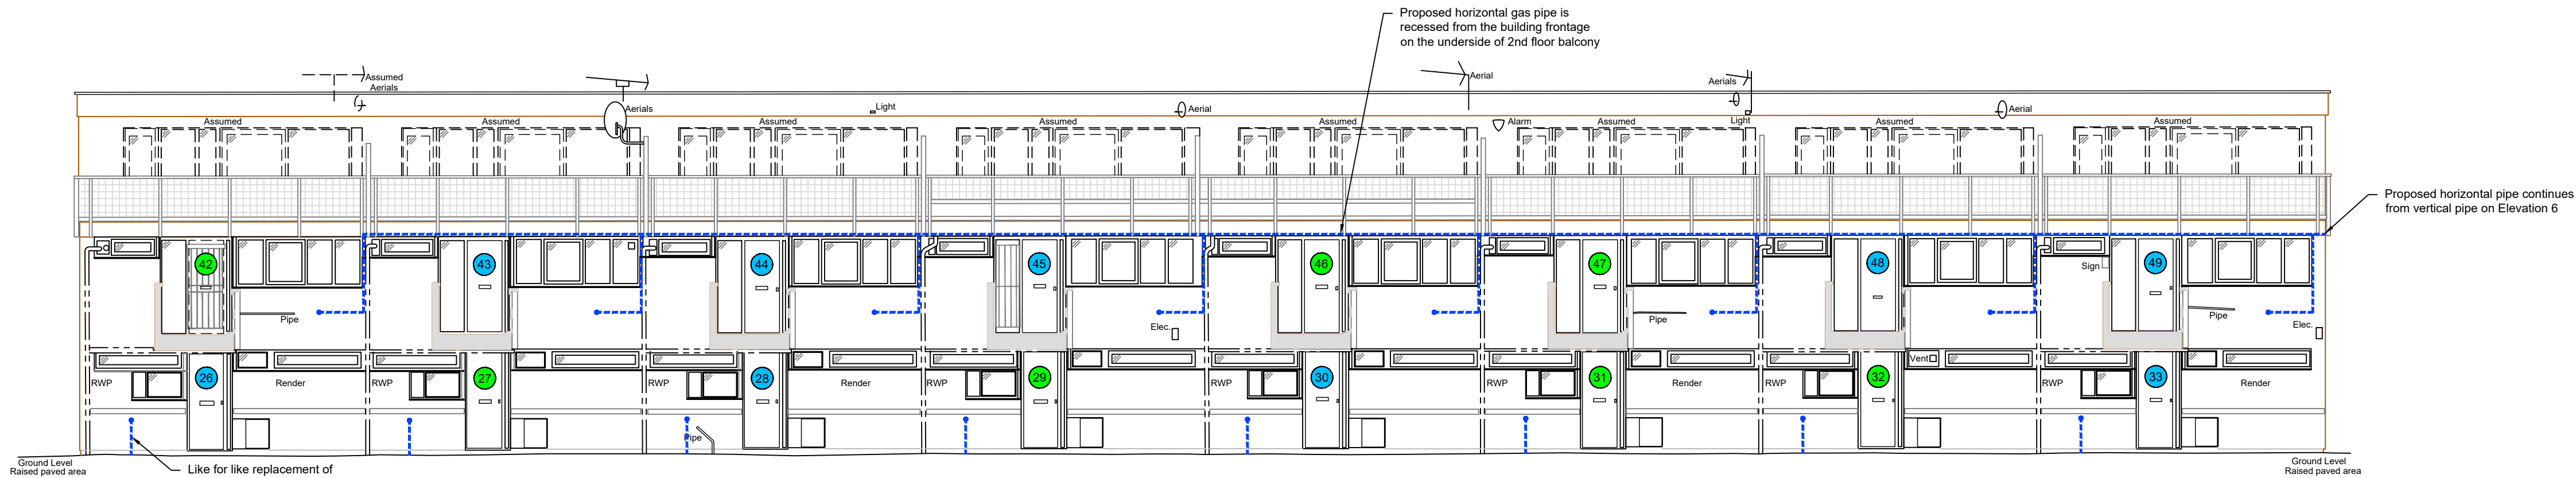 Proposed horizontal gas pipe is
recessed from the building frontage
on the underside of 2nd floor balcony
Assumed
Aerials
Aerials
Light
Aerial
Aerial
Aerials
Light
Aerial
Alarm
Assumed
Assumed
Assumed
Assumed
Assumed
Assumed
Assumed
Assumed
Proposed horizontal pipe continues
from vertical pipe on Elevation 6
42
43
44
45
46
47
48
49
Sign
Pipe
Elec.
Pipe
Pipe
Elec.
Vent
26
27
28
29
30
31
32
33
RWP
Render
RWP
RWP
Render
RWP
RWP
RWP
Render
RWP
RWP
Render
Pipe
Like for like replacement of
Ground Level
Raised paved area
Ground Level
Raised paved area